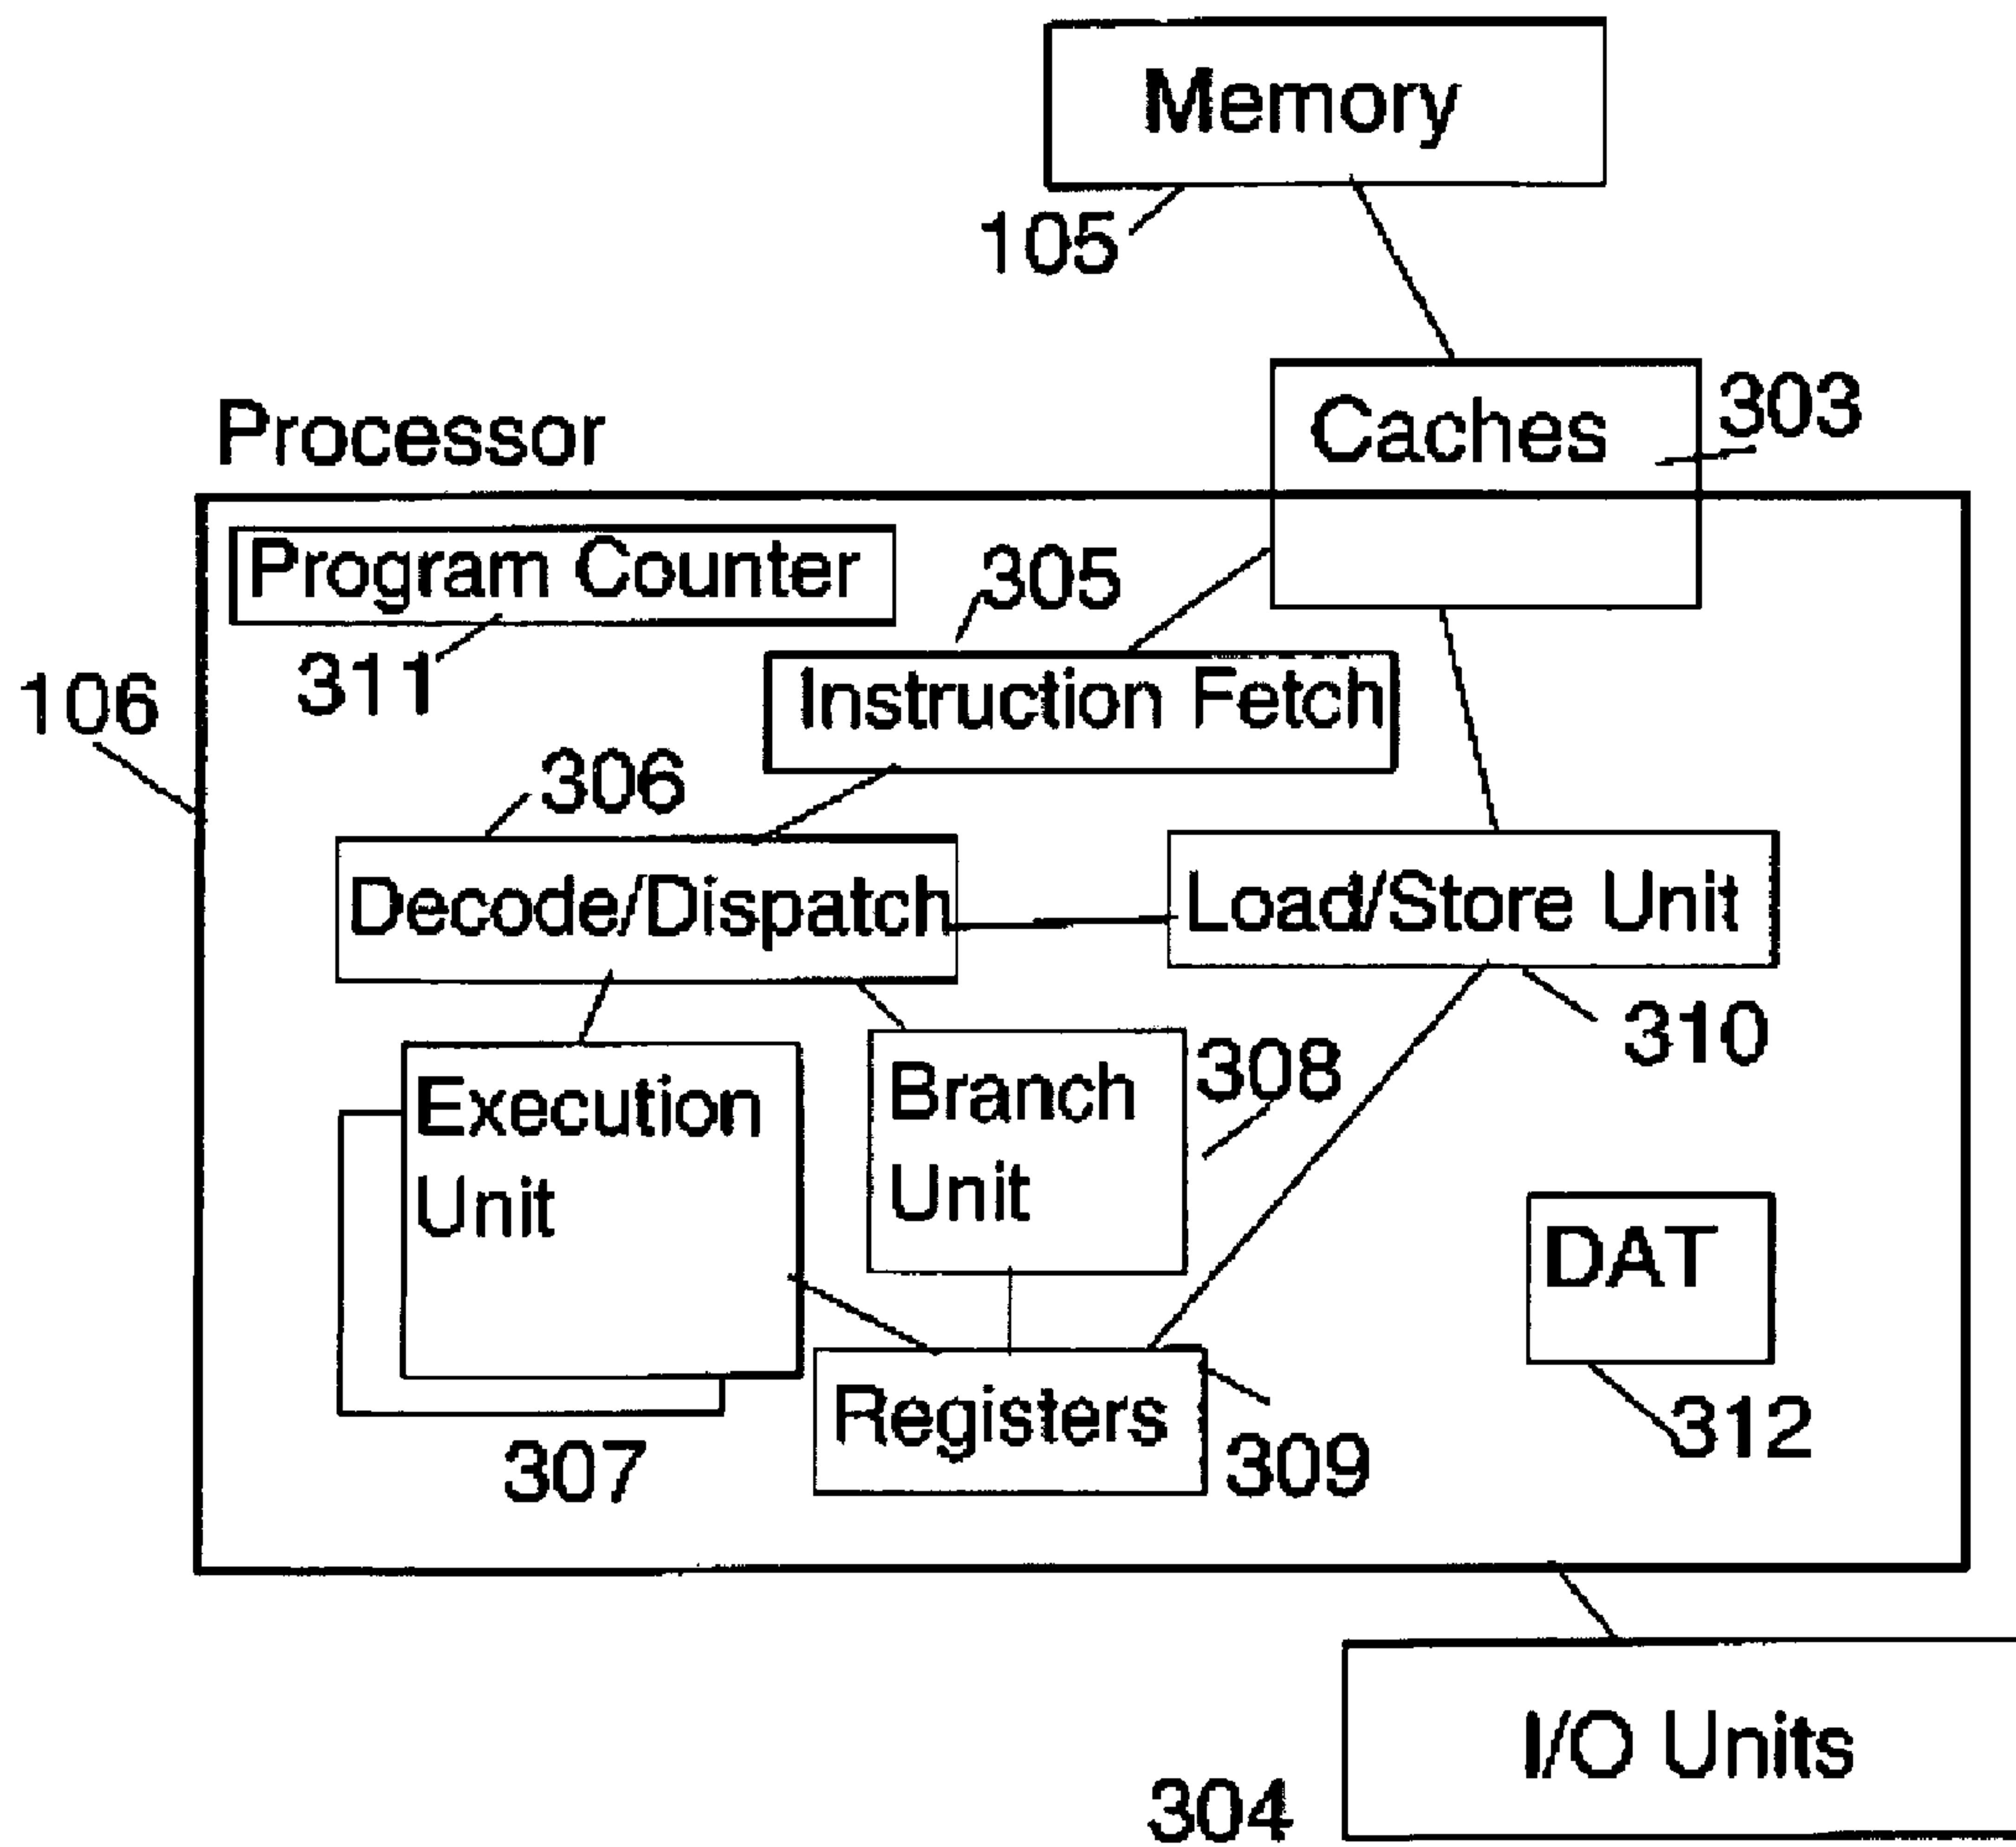 Memory
105
Caches
303
Processor
Program Counter
311
305
Instruction Fetch
106
306
Decode/Dispatch
Load/Store Unit
310
Execution
Unit
307
Branch
Unit
308
DAT
312
Registers
309
I/O Units
304